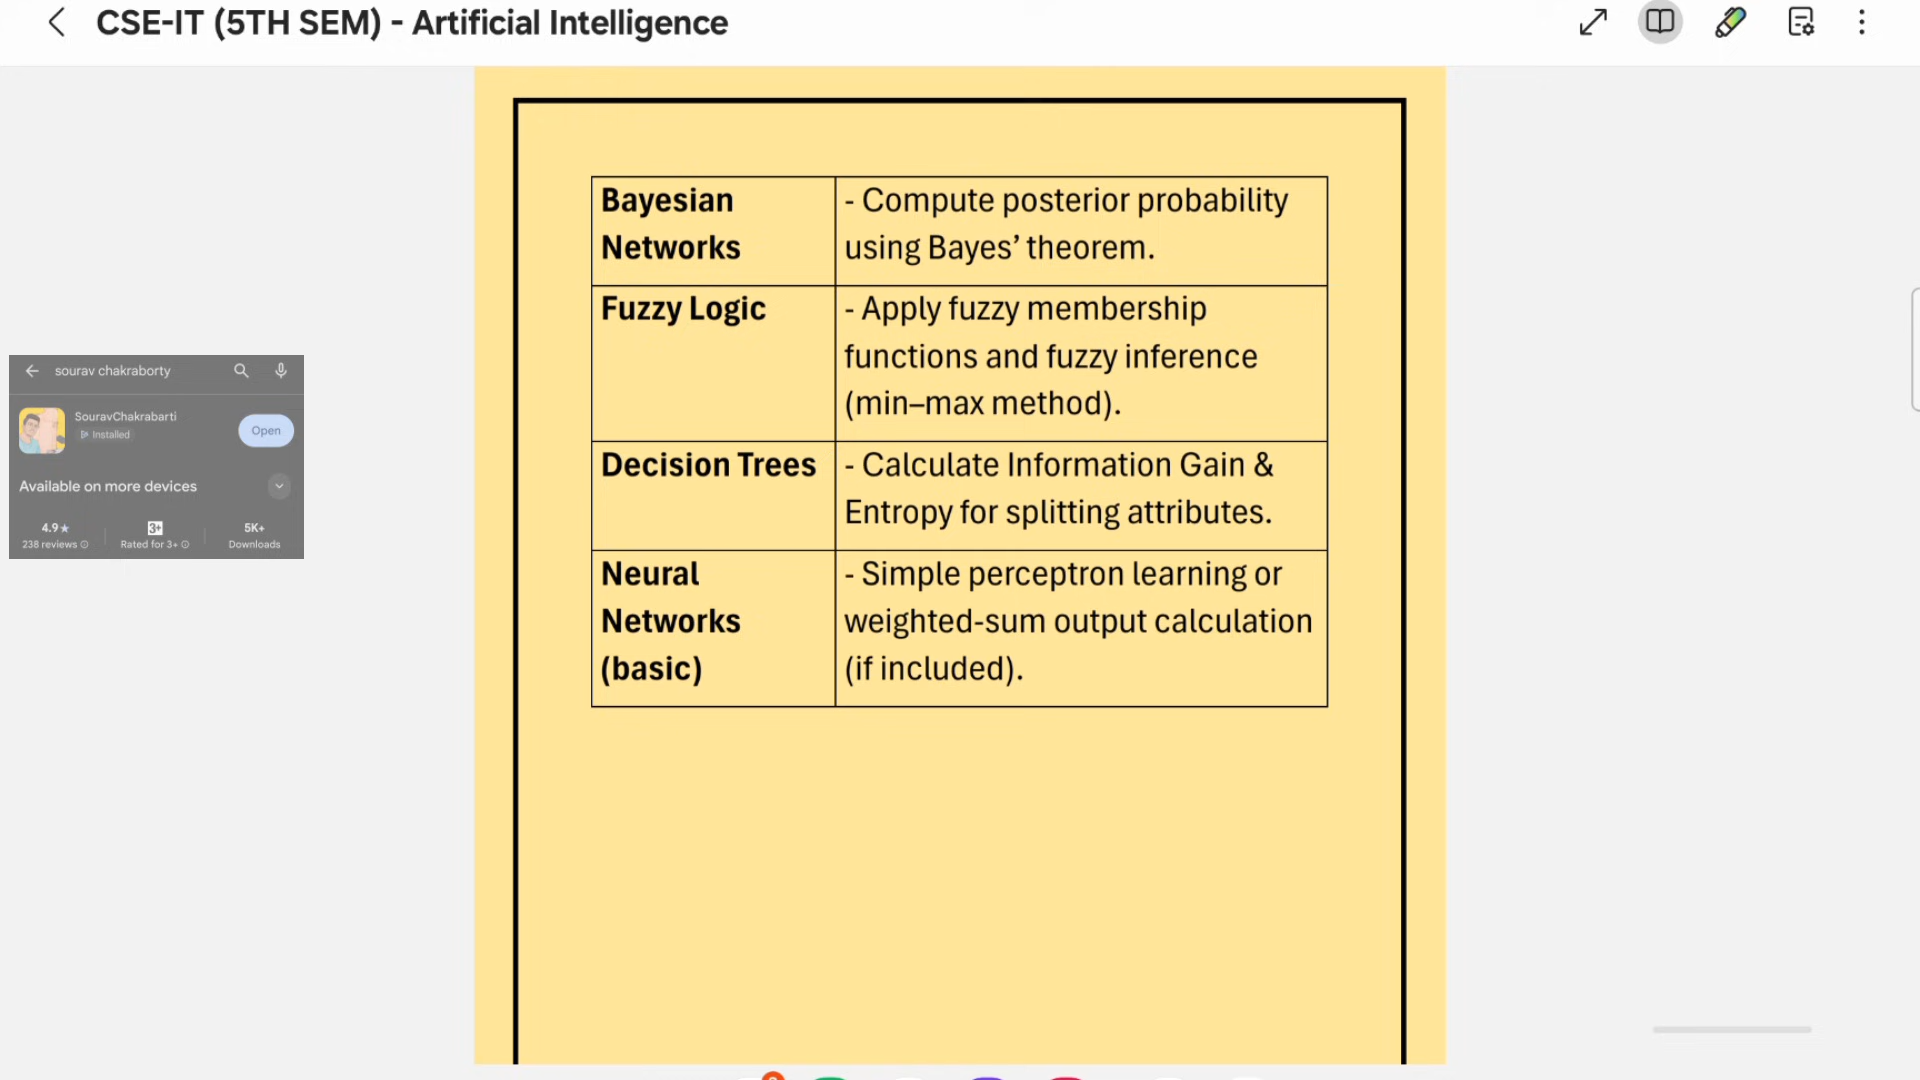 CSE-IT (5TH SEM) - Artificial Intelligence
Bayesian
Networks
- Compute posterior probability
using Bayes’ theorem.
Fuzzy Logic
- Apply fuzzy membership
functions and fuzzy inference
(min–max method).
Decision Trees
- Calculate Information Gain &
Entropy for splitting attributes.
Neural
Networks
(basic)
- Simple perceptron learning or
weighted-sum output calculation
(if included).
sourav chakraborty
SouravChakrabarti
Installed
Open
Available on more devices
4.9★
238 reviews
3+
Rated for 3+
5K+
Downloads